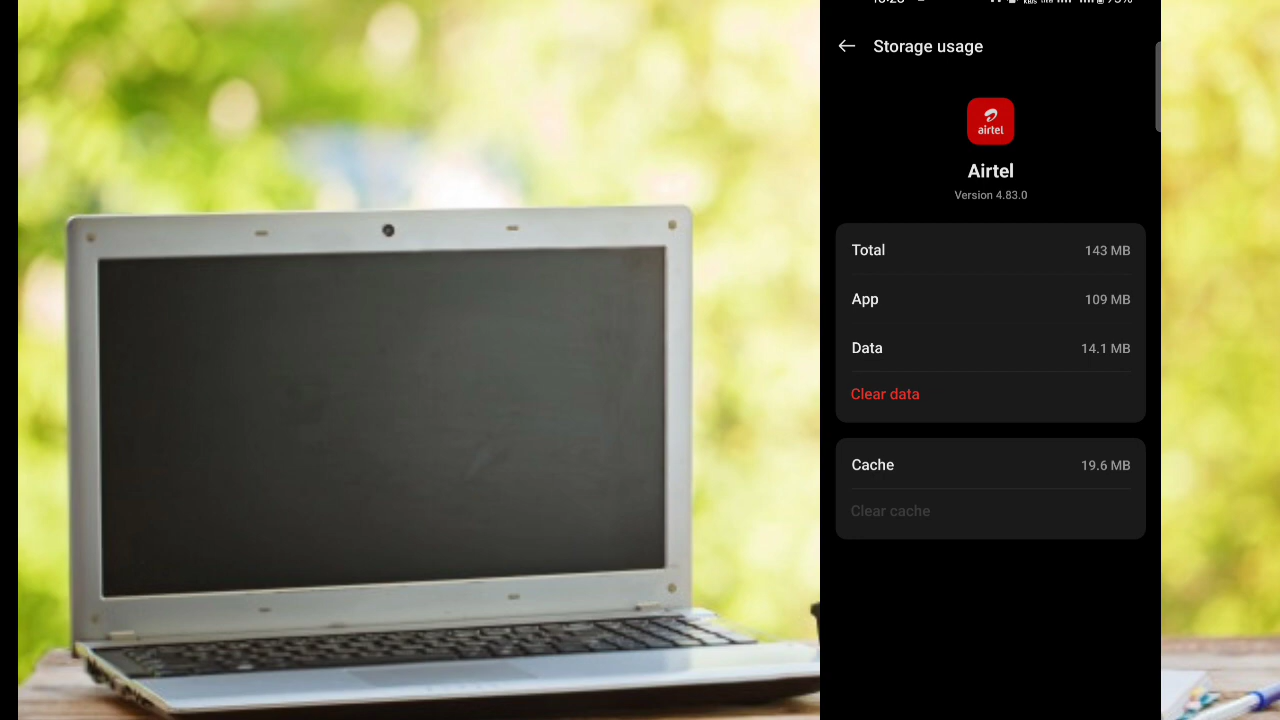 Storage usage
airtel
Airtel
Version 4.83.0
Total 143 MB
App 109 MB
Data 14.1 MB
Clear data
Cache 19.6 MB
Clear cache